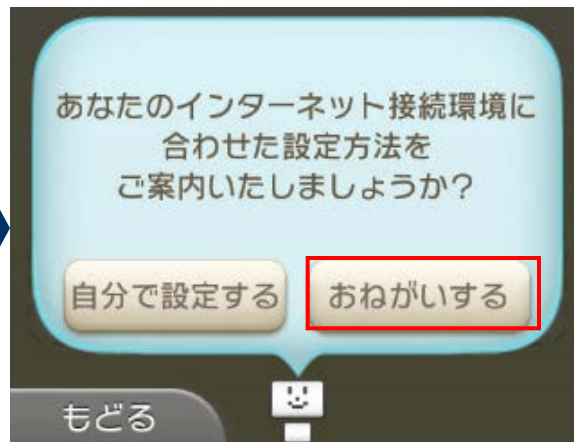 あなたのインターネット接続環境に
合わせた設定方法を
ご案内いたしましょうか?
自分で設定する
おねがいする
もどる